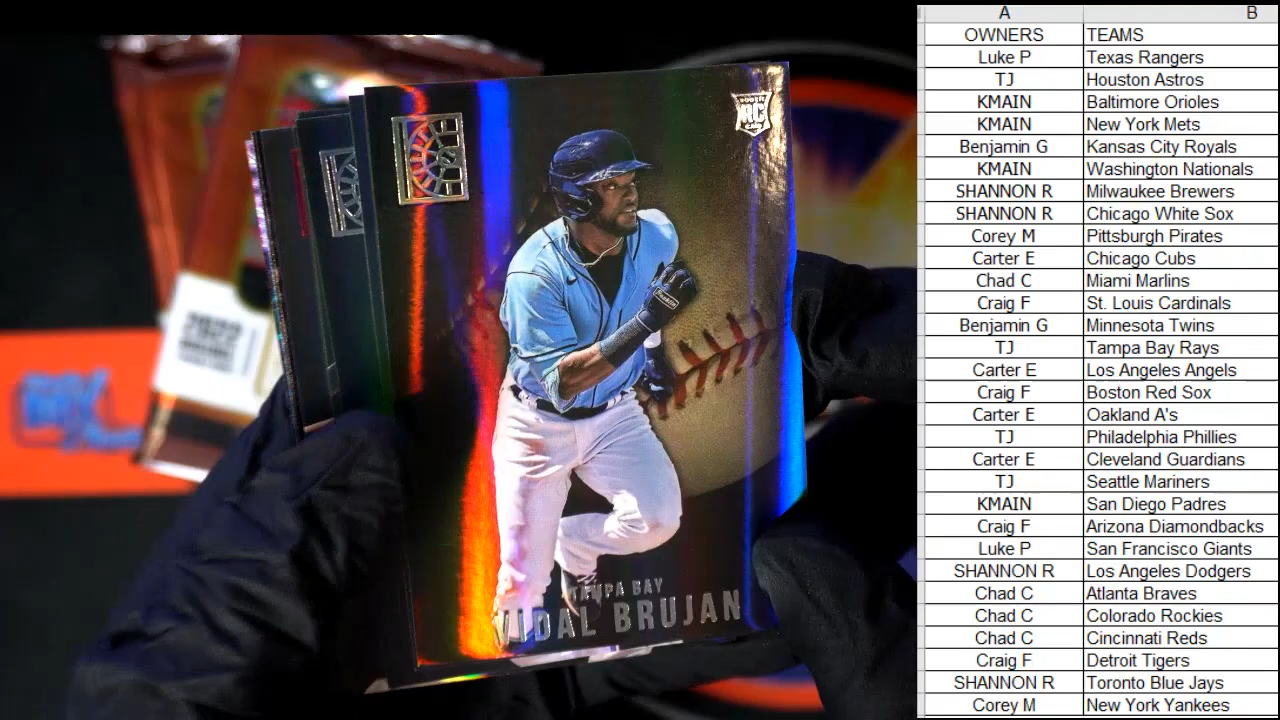 ROOKIE
RC
CARD
Franklin
TAMPA BAY
VIDAL BRUJAN
A B
OWNERS TEAMS
Luke P Texas Rangers
TJ Houston Astros
KMAIN Baltimore Orioles
KMAIN New York Mets
Benjamin G Kansas City Royals
KMAIN Washington Nationals
SHANNON R Milwaukee Brewers
SHANNON R Chicago White Sox
Corey M Pittsburgh Pirates
Carter E Chicago Cubs
Chad C Miami Marlins
Craig F St. Louis Cardinals
Benjamin G Minnesota Twins
TJ Tampa Bay Rays
Carter E Los Angeles Angels
Craig F Boston Red Sox
Carter E Oakland A's
TJ Philadelphia Phillies
Carter E Cleveland Guardians
TJ Seattle Mariners
KMAIN San Diego Padres
Craig F Arizona Diamondbacks
Luke P San Francisco Giants
SHANNON R Los Angeles Dodgers
Chad C Atlanta Braves
Chad C Colorado Rockies
Chad C Cincinnati Reds
Craig F Detroit Tigers
SHANNON R Toronto Blue Jays
Corey M New York Yankees